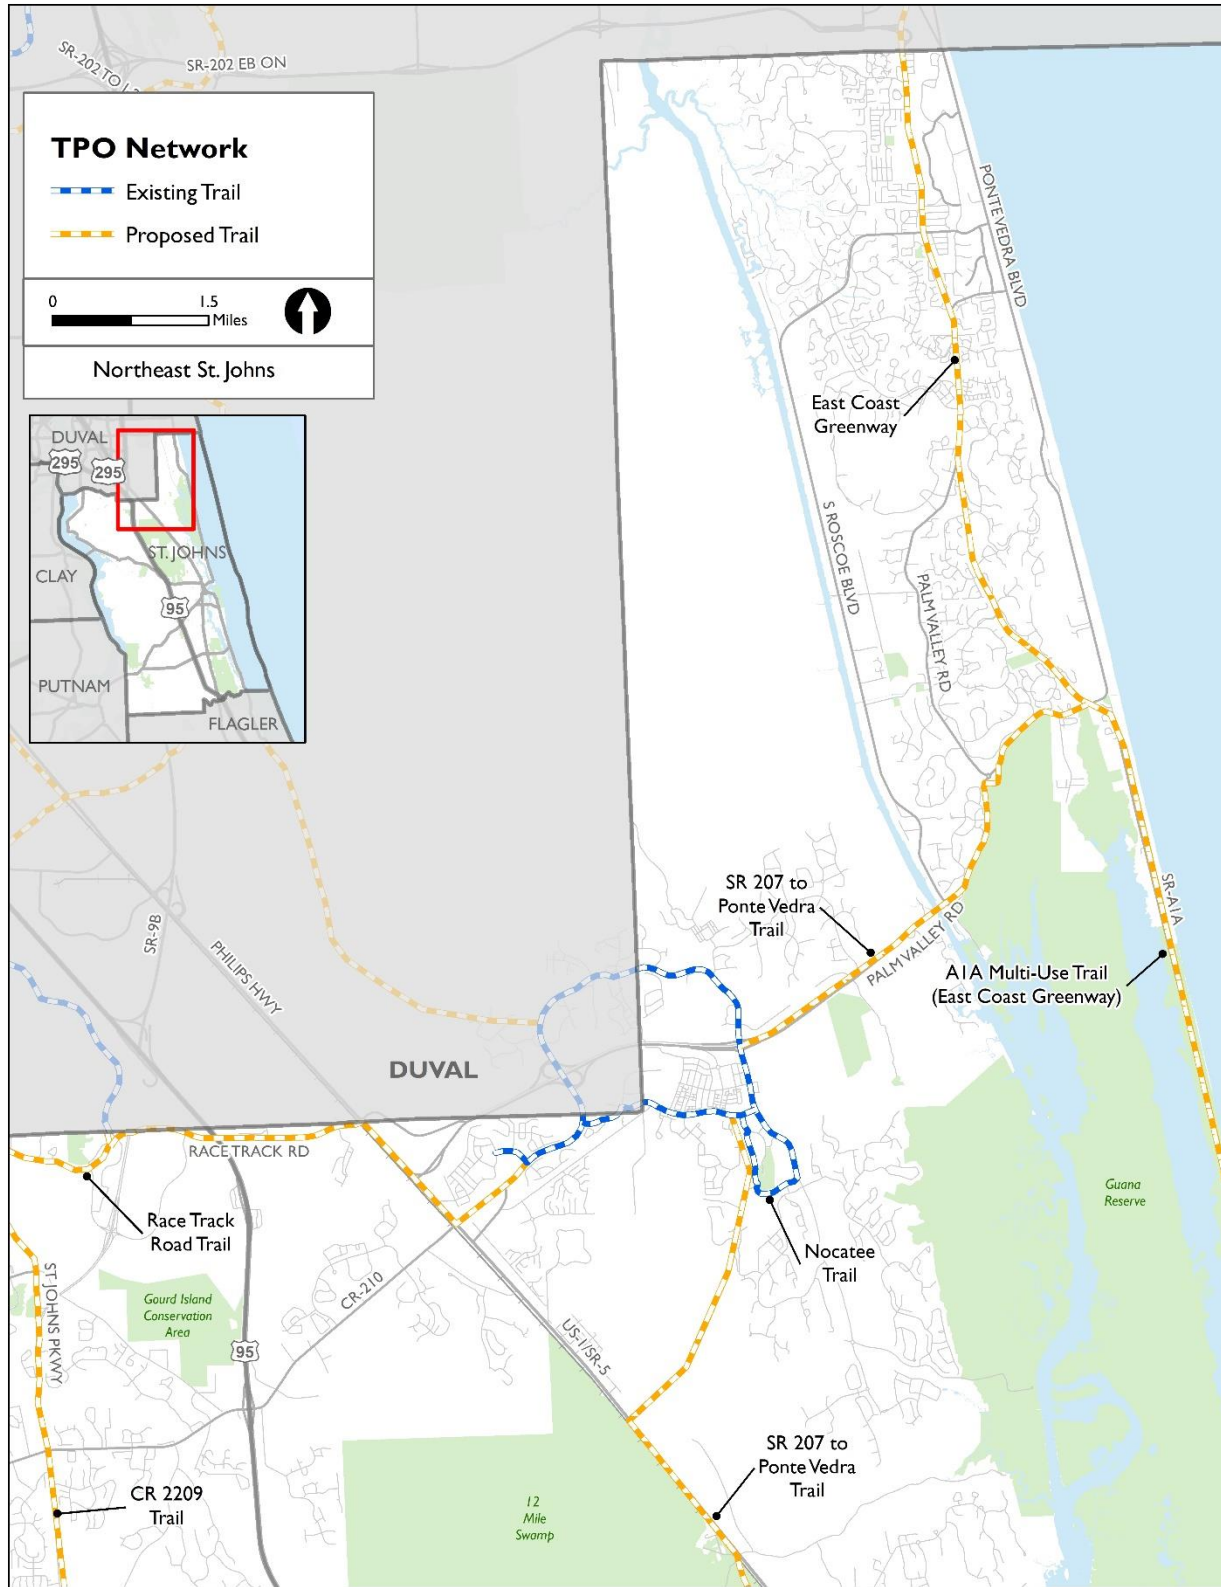 SR-202 TO I-
SR-202 EB ON
TPO Network
Existing Trail
Proposed Trail
0
1.5
Miles
Northeast St. Johns
DUVAL
295
295
ST. JOHNS
CLAY
95
PUTNAM
FLAGLER
PONTE VEDRA BLVD
East Coast
Greenway
S ROSCOE BLVD
PALM VALLEY RD
SR 207 to
Ponte Vedra
Trail
PALM VALLEY RD
SR-A1A
A1A Multi-Use Trail
(East Coast Greenway)
SR-9B
PHILIPS HWY
DUVAL
RACE TRACK RD
Race Track
Road Trail
Guana
Reserve
Nocatee
Trail
ST. JOHNS PKWY
Gourd Island
Conservation
Area
CR-210
95
US-1/SR-5
SR 207 to
Ponte Vedra
Trail
CR 2209
Trail
12
Mile
Swamp